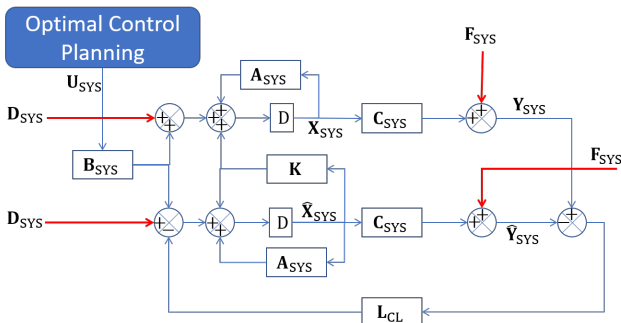 Optimal Control
Planning
U_SYS
D_SYS
B_SYS
A_SYS
D
X_SYS
C_SYS
F_SYS
Y_SYS
K
F_SYS
D_SYS
D
X̂_SYS
C_SYS
Ŷ_SYS
A_SYS
L_CL